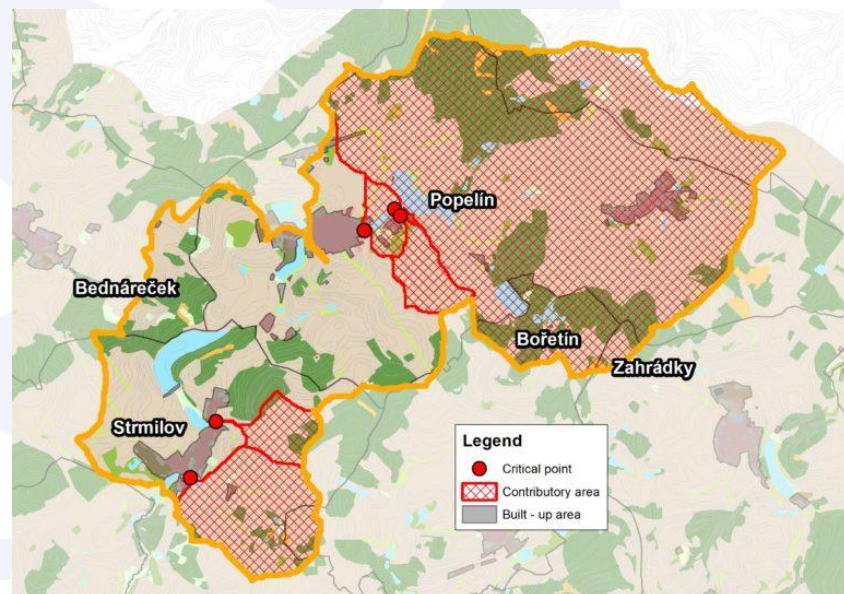 Popelín
Bednáreček
Bořetín
Zahrádky
Strmilov
Legend
Critical point
Contributory area
Built - up area